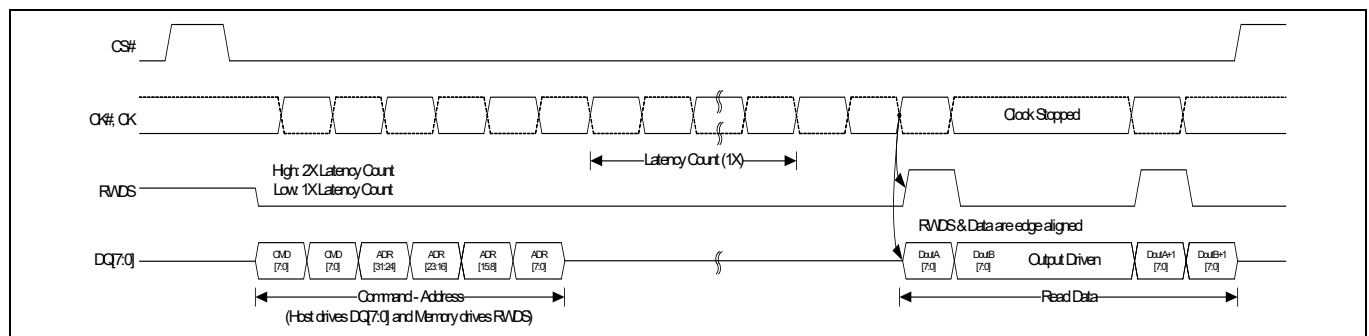 CS#
CK#, CK
Clock Stopped
Latency Count (1X)
High: 2X Latency Count
Low: 1X Latency Count
RWDS
RWDS & Data are edge aligned
DQ[7:0]
CMD [7:0]
CMD [7:0]
ADR [31:24]
ADR [23:16]
ADR [15:8]
ADR [7:0]
DoutA [7:0]
DoutB [7:0]
Output Driven
DoutA+1 [7:0]
DoutB+1 [7:0]
Command - Address
Read Data
(Host drives DQ[7:0] and Memory drives RWDS)